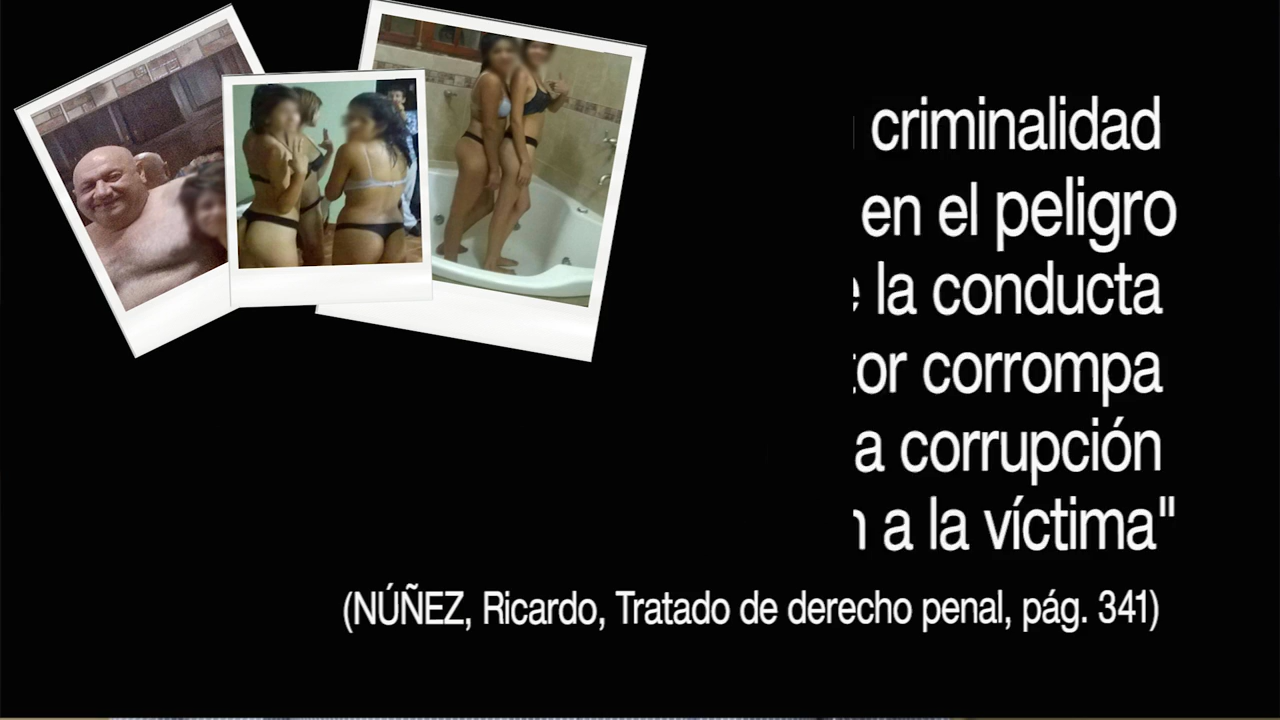 criminalidad
en el peligro
la conducta
corrompa
a corrupción
a la víctima"
(NÚÑEZ, Ricardo, Tratado de derecho penal, pág. 341)